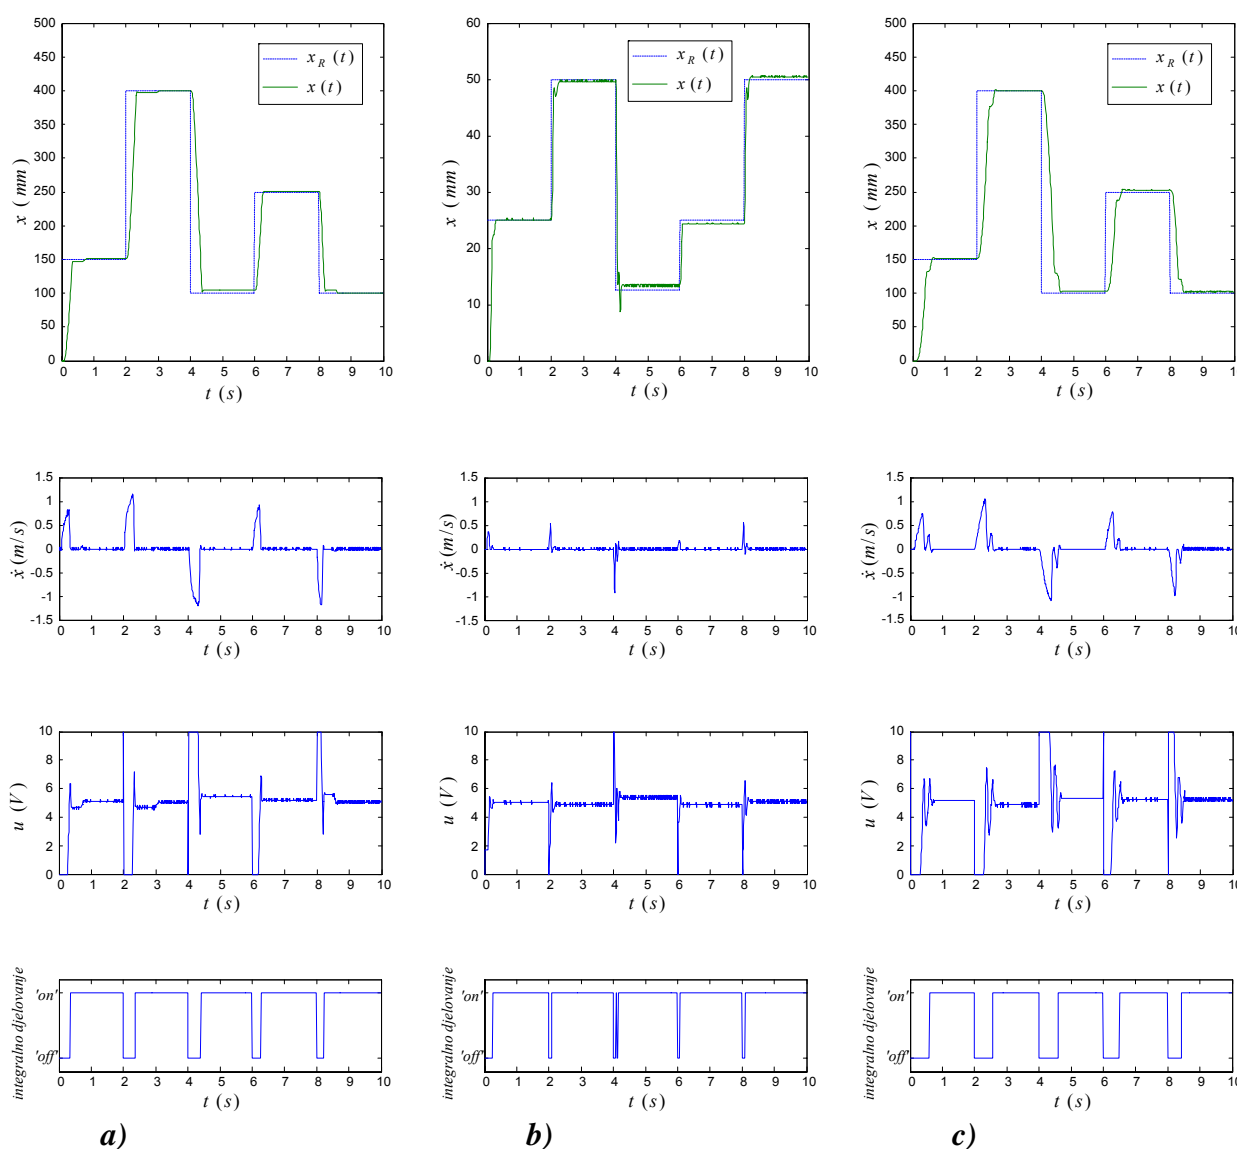 500
450
400
350
300
250
200
150
100
50
0
x (mm)
x_R (t)
x (t)
0 1 2 3 4 5 6 7 8 9 10
t (s)
60
50
40
30
20
10
0
x (mm)
x_R (t)
x (t)
0 1 2 3 4 5 6 7 8 9 10
t (s)
500
450
400
350
300
250
200
150
100
50
0
x (mm)
x_R (t)
x (t)
0 1 2 3 4 5 6 7 8 9 1
t (s)
1.5
1
0.5
0
-0.5
-1
-1.5
ẋ (m/s)
0 1 2 3 4 5 6 7 8 9 10
t (s)
1.5
1
0.5
0
-0.5
-1
-1.5
ẋ (m/s)
0 1 2 3 4 5 6 7 8 9 10
t (s)
1.5
1
0.5
0
-0.5
-1
-1.5
ẋ (m/s)
0 1 2 3 4 5 6 7 8 9 10
t (s)
10
8
6
4
2
0
u (V)
0 1 2 3 4 5 6 7 8 9 10
t (s)
10
8
6
4
2
0
u (V)
0 1 2 3 4 5 6 7 8 9 10
t (s)
10
8
6
4
2
0
u (V)
0 1 2 3 4 5 6 7 8 9 10
t (s)
integralno djelovanje
'on'
'off'
0 1 2 3 4 5 6 7 8 9 10
t (s)
integralno djelovanje
'on'
'off'
0 1 2 3 4 5 6 7 8 9 10
t (s)
integralno djelovanje
'on'
'off'
0 1 2 3 4 5 6 7 8 9 10
t (s)
a)
b)
c)